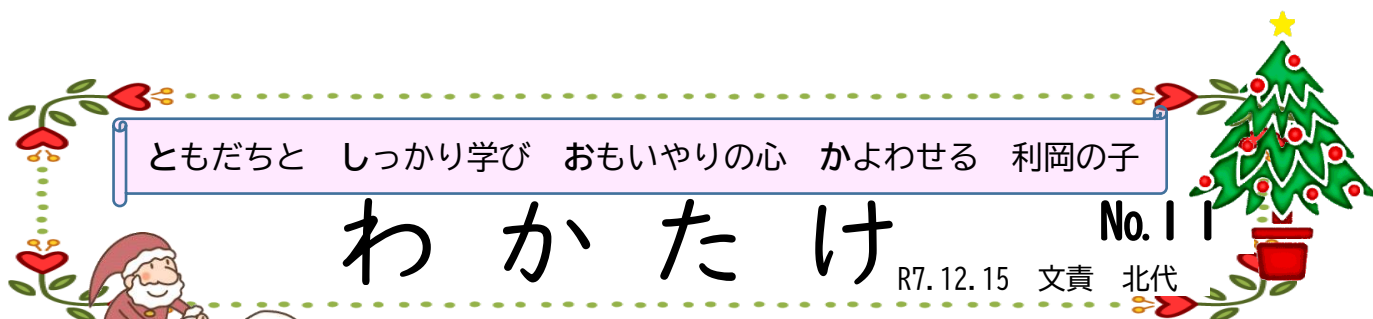 ともだちと　しっかり学び　おもいやりの心　かよわせる　利岡の子
わかたけ
No.11
R7.12.15　文責　北代